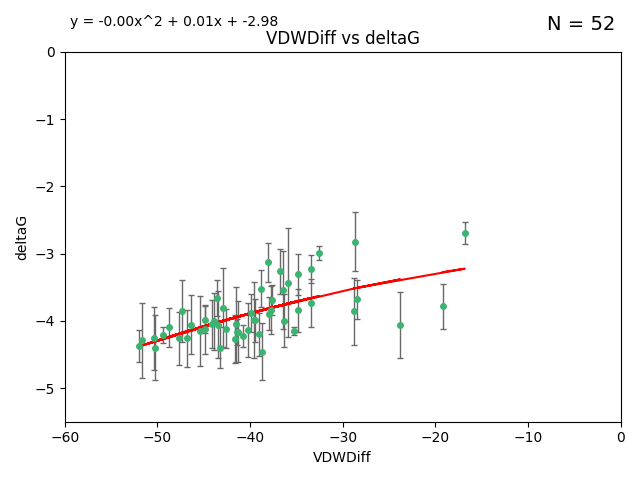 y = -0.00x^2 + 0.01x + -2.98
N = 52
VDWDiff vs deltaG
0
−1
−2
−3
−4
−5
deltaG
−60 −50 −40 −30 −20 −10 0
VDWDiff